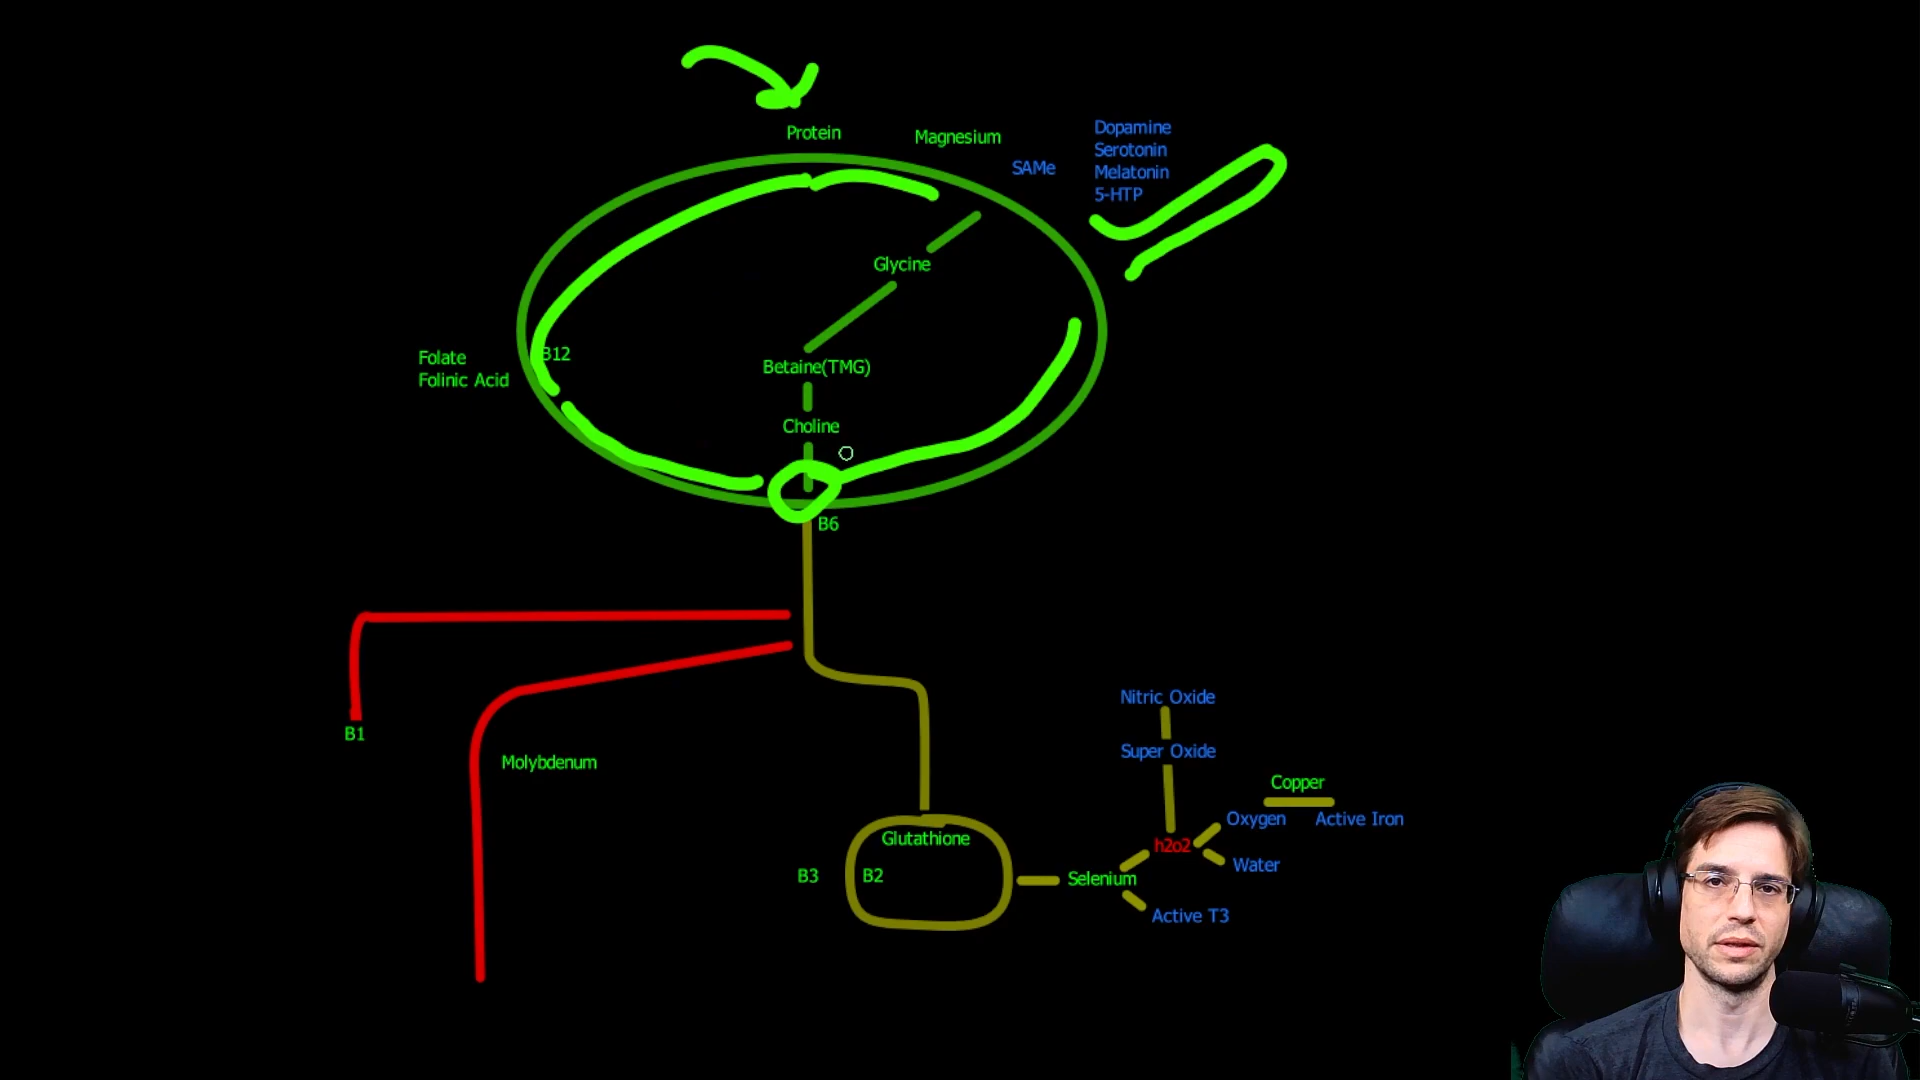 Protein
Magnesium
SAMe
Dopamine
Serotonin
Melatonin
5-HTP
Glycine
Folate
Folinic Acid
B12
Betaine(TMG)
Choline
B6
B1
Molybdenum
Nitric Oxide
Super Oxide
Copper
Oxygen
Active Iron
Glutathione
h2o2
Water
B3
B2
Selenium
Active T3